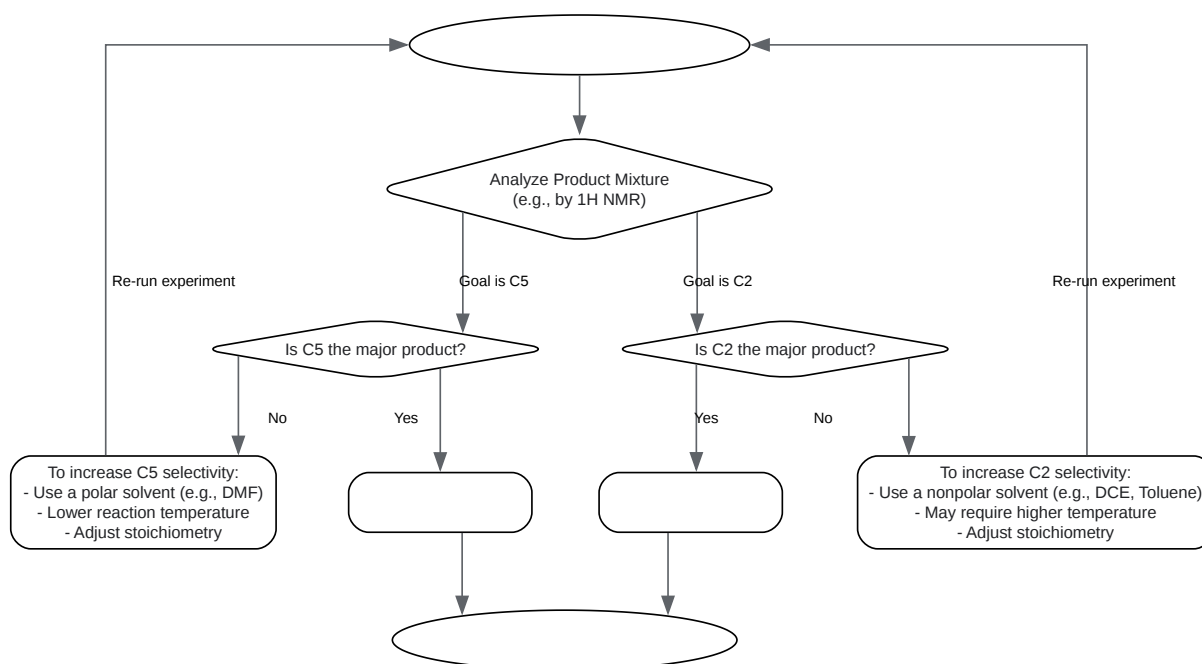 Analyze Product Mixture
(e.g., by 1H NMR)
Re-run experiment
Goal is C5
Goal is C2
Re-run experiment
Is C5 the major product?
Is C2 the major product?
No
Yes
Yes
No
To increase C5 selectivity:
- Use a polar solvent (e.g., DMF)
- Lower reaction temperature
- Adjust stoichiometry
To increase C2 selectivity:
- Use a nonpolar solvent (e.g., DCE, Toluene)
- May require higher temperature
- Adjust stoichiometry